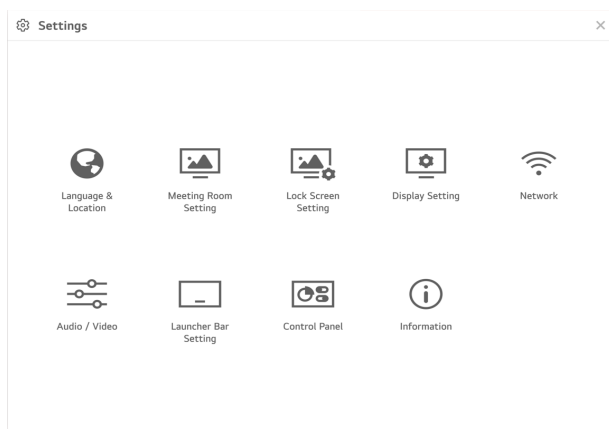 Settings
Language &
Location
Meeting Room
Setting
Lock Screen
Setting
Display Setting
Network
Audio / Video
Launcher Bar
Setting
Control Panel
Information